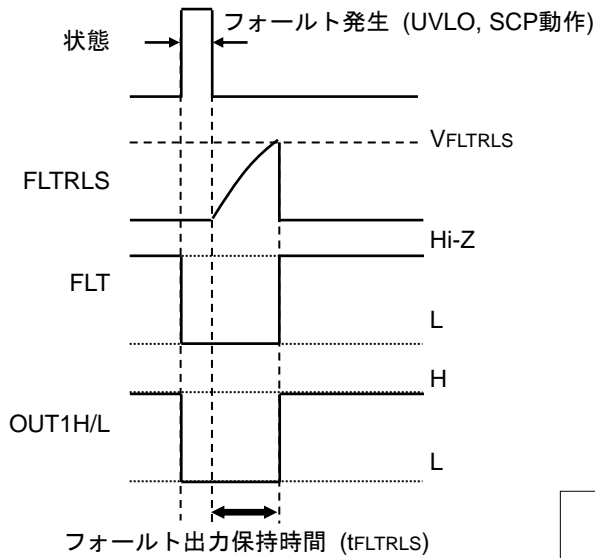 フォールト発生 (UVLO, SCP動作)
状態
VFLTRLS
FLTRLS
Hi-Z
FLT
L
H
OUT1H/L
L
フォールト出力保持時間 (tFLTRLS)